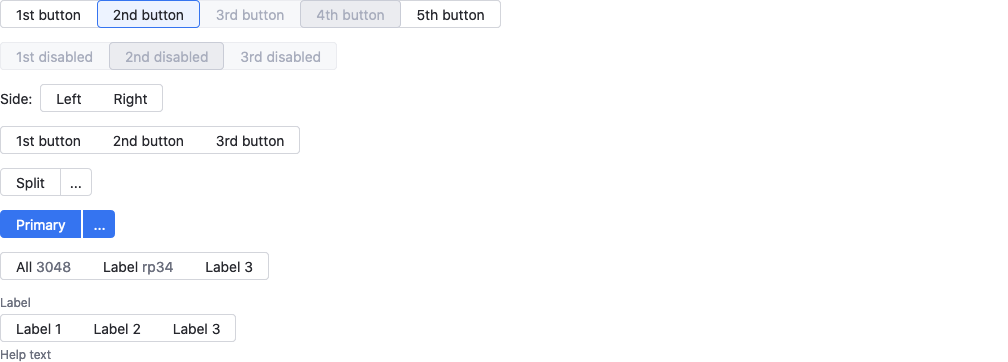 1st button 2nd button 3rd button 4th button 5th button
1st disabled 2nd disabled 3rd disabled
Side: Left Right
1st button 2nd button 3rd button
Split ...
Primary ...
All 3048 Label rp34 Label 3
Label
Label 1 Label 2 Label 3
Help text